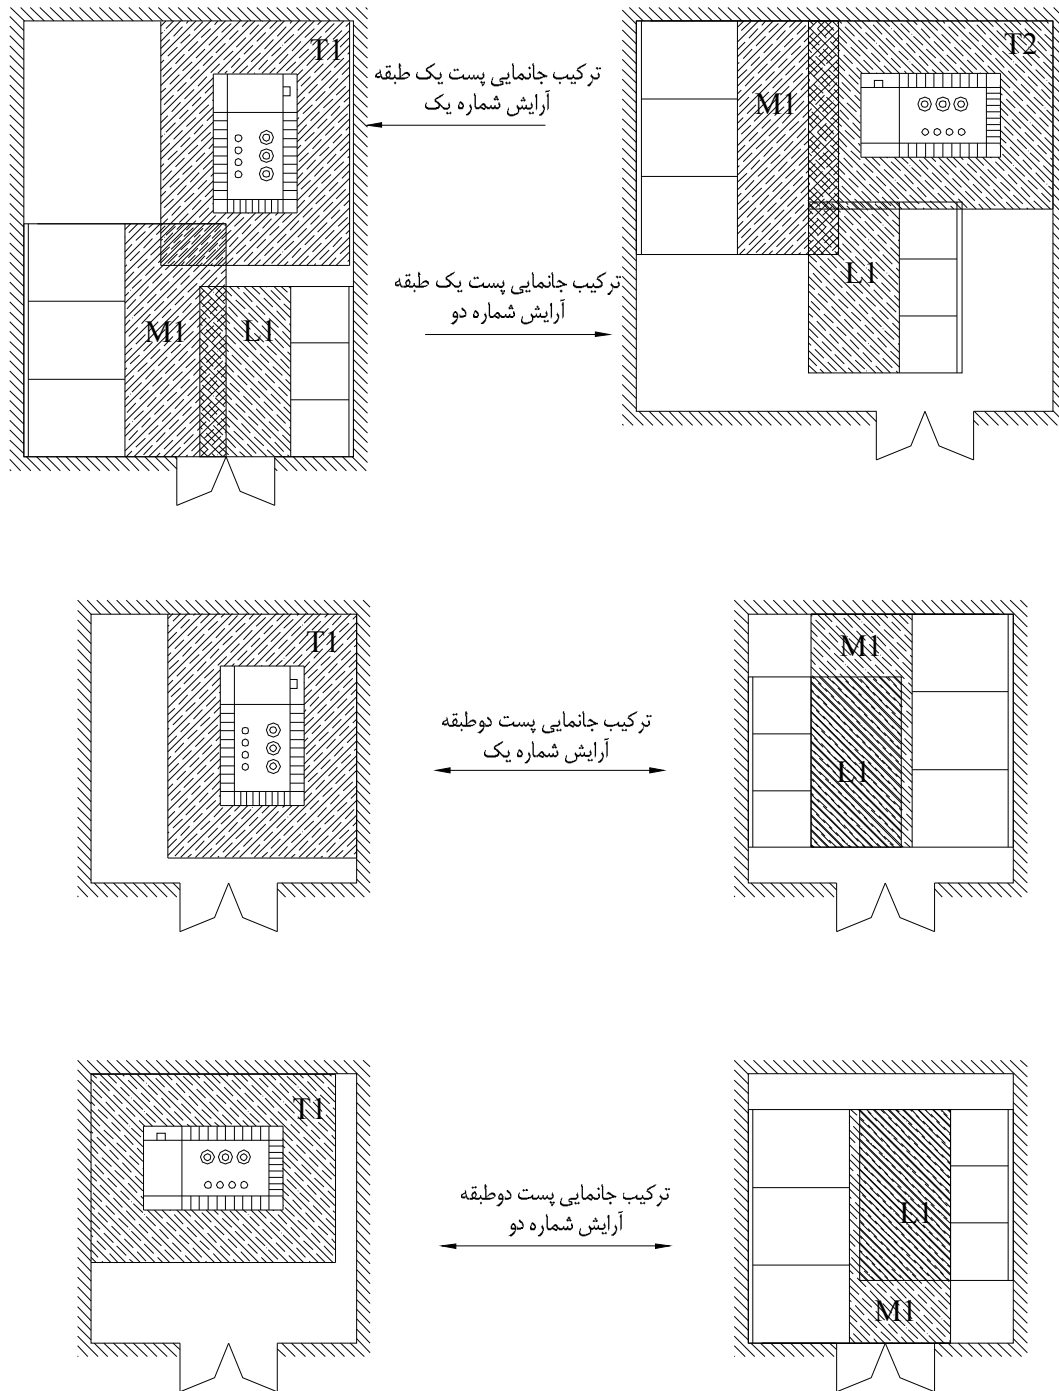 T1
T2
ترکیب جانمایی پست یک طبقه
آرایش شماره یک
M1
ترکیب جانمایی پست یک طبقه
آرایش شماره دو
L1
M1
L1
T1
M1
ترکیب جانمایی پست دوطبقه
آرایش شماره یک
L1
T1
ترکیب جانمایی پست دوطبقه
آرایش شماره دو
L1
M1